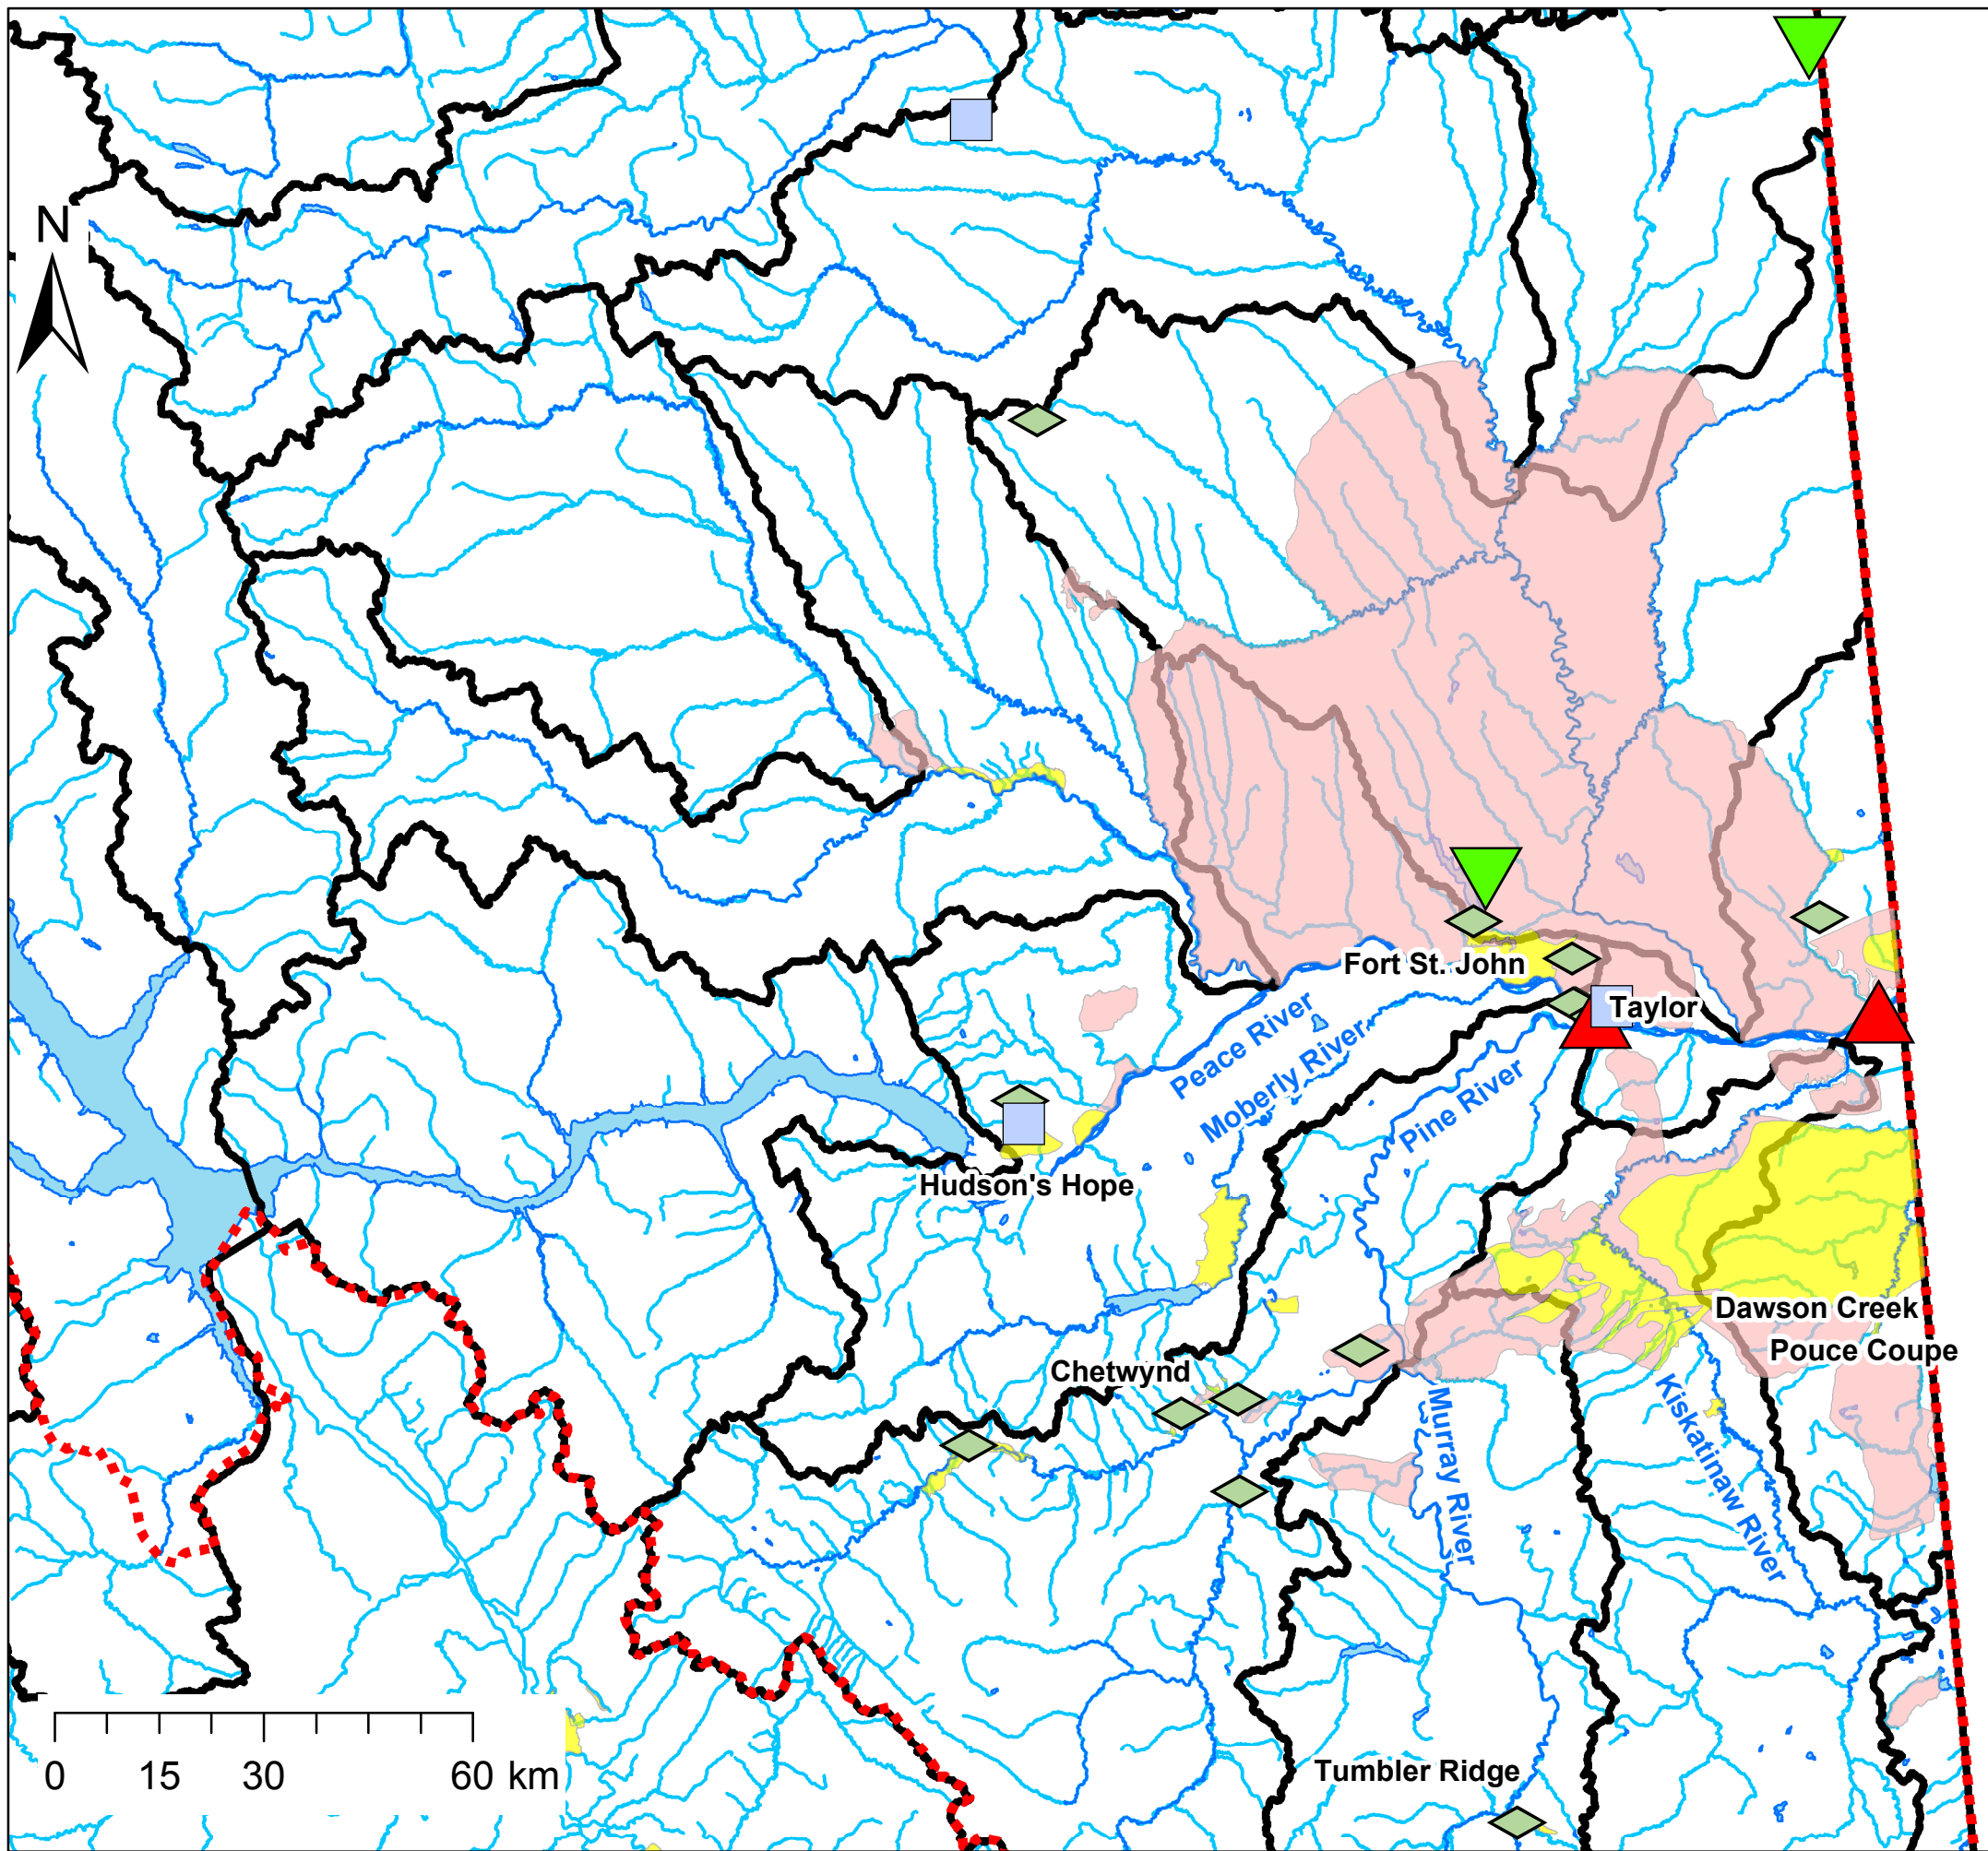 N
Fort St. John
Taylor
Peace River
Moberly River
Pine River
Hudson's Hope
Dawson Creek
Pouce Coupe
Chetwynd
Murray River
Kiskatinaw River
Tumbler Ridge
0 15 30 60 km